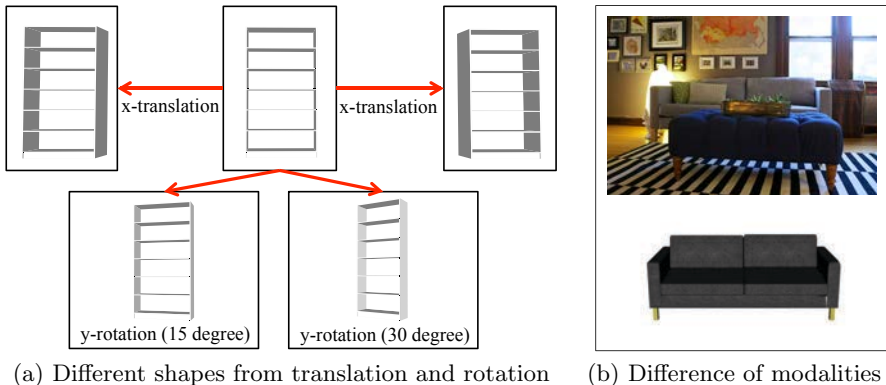 x-translation
x-translation
y-rotation (15 degree)
y-rotation (30 degree)
(a) Different shapes from translation and rotation
(b) Difference of modalities